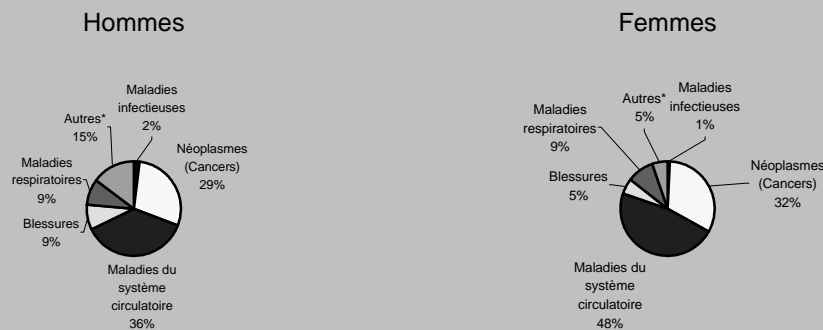 Hommes
Maladies
infectieuses
2%
Autres*
15%
Néoplasmes
(Cancers)
29%
Maladies
respiratoires
9%
Blessures
9%
Maladies du
système
circulatoire
36%
Femmes
Maladies
infectieuses
1%
Autres*
5%
Maladies
respiratoires
9%
Néoplasmes
(Cancers)
32%
Blessures
5%
Maladies du
système
circulatoire
48%